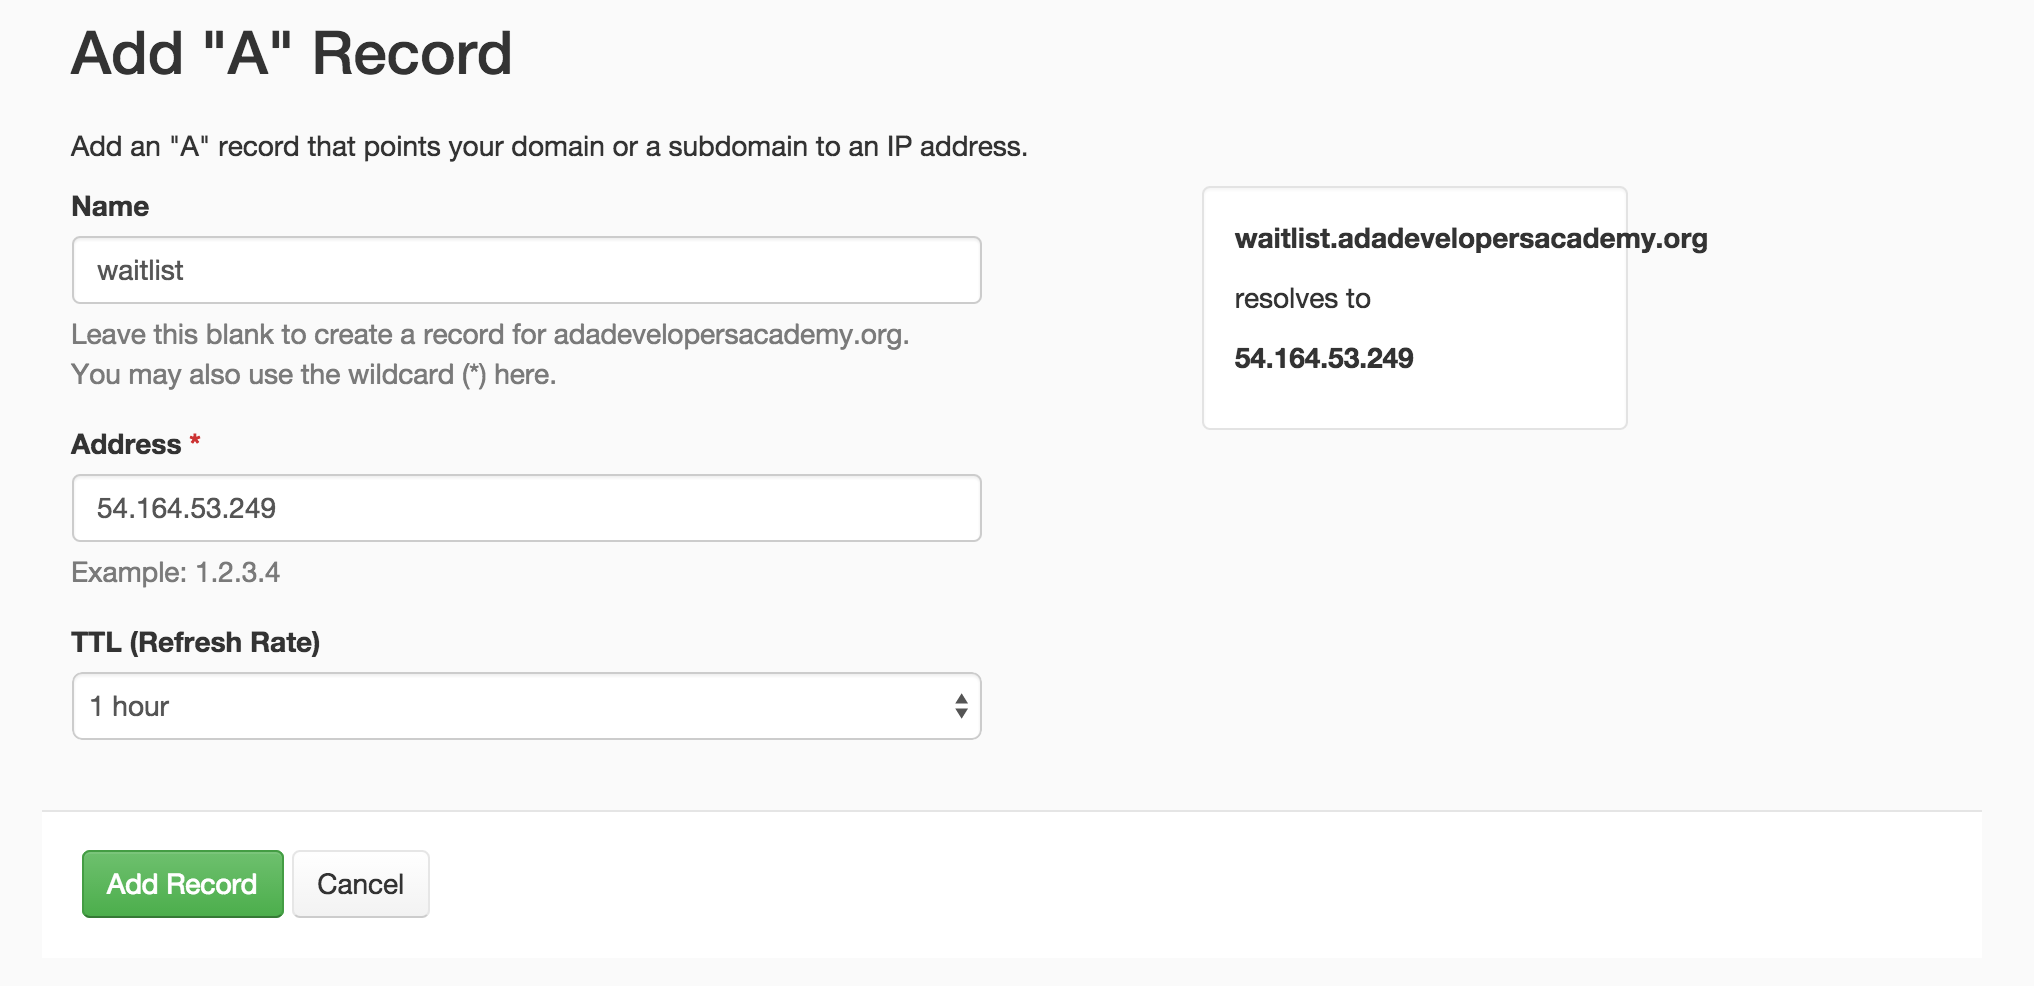 Add "A" Record
Add an "A" record that points your domain or a subdomain to an IP address.
Name
waitlist
Leave this blank to create a record for adadevelopersacademy.org.
You may also use the wildcard (*) here.
Address *
54.164.53.249
Example: 1.2.3.4
TTL (Refresh Rate)
1 hour
waitlist.adadevelopersacademy.org
resolves to
54.164.53.249
Add Record
Cancel